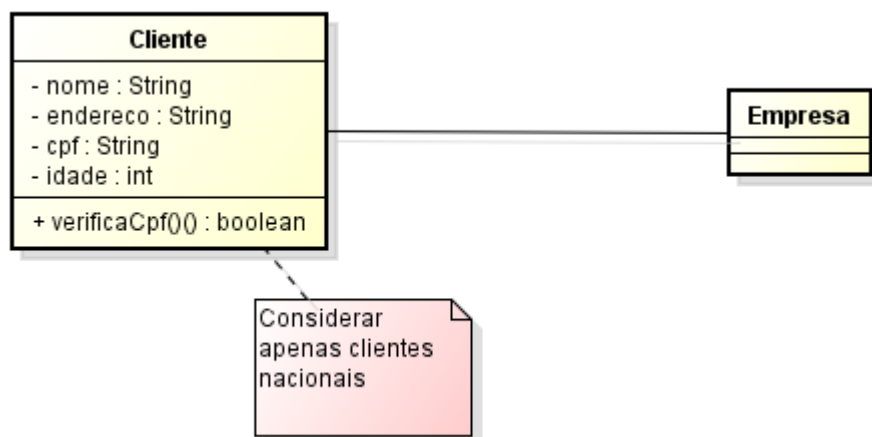 Cliente
- nome : String
- endereco : String
- cpf : String
- idade : int
+ verificaCpf()() : boolean
Empresa
Considerar
apenas clientes
nacionais